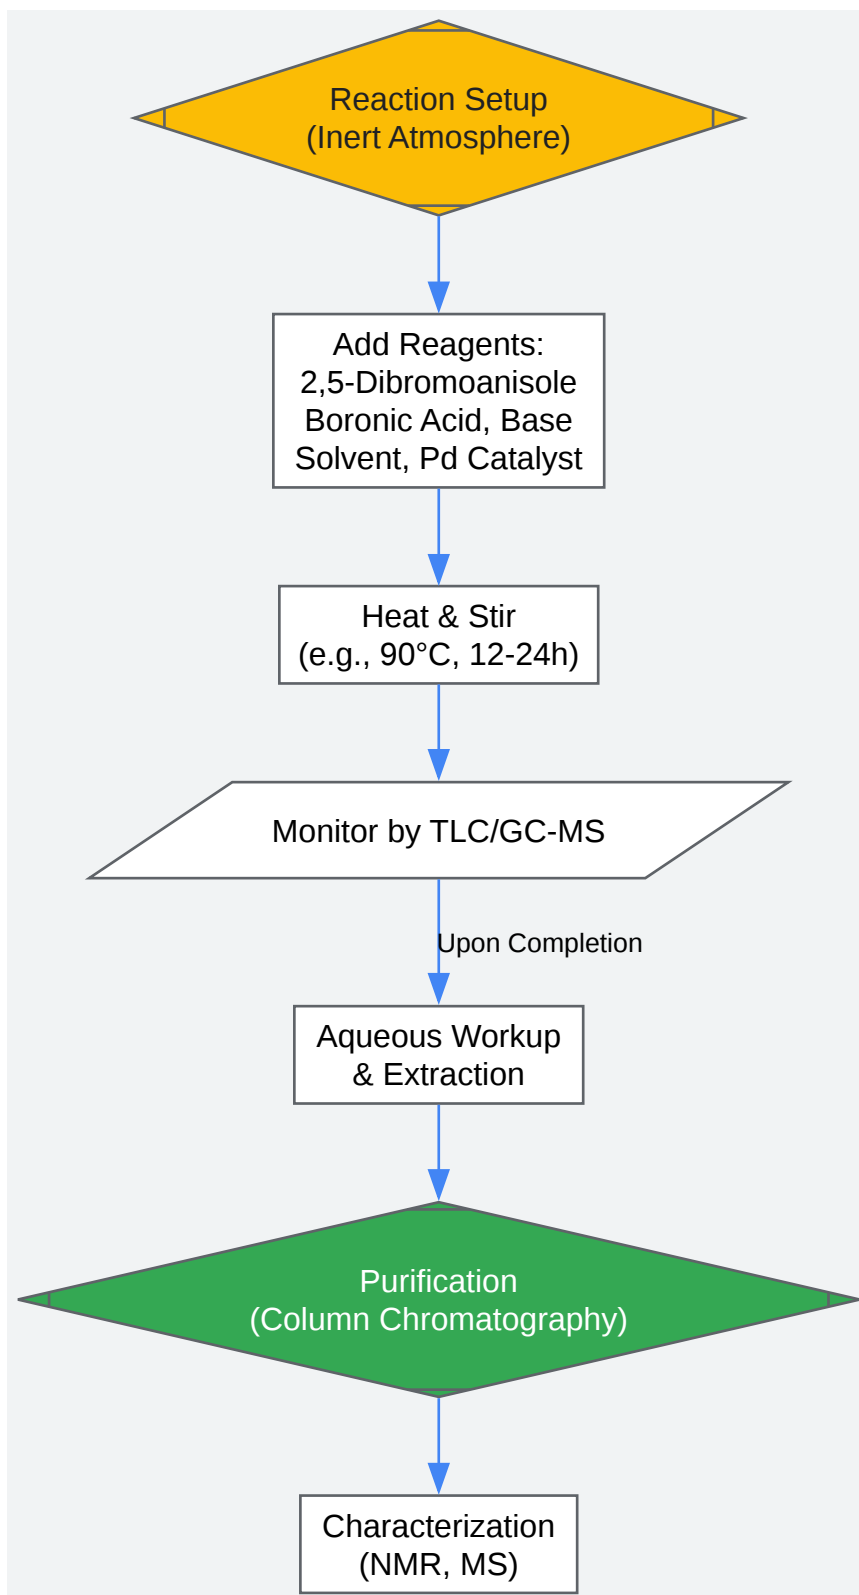 Reaction Setup
(Inert Atmosphere)
Add Reagents:
2,5-Dibromoanisole
Boronic Acid, Base
Solvent, Pd Catalyst
Heat & Stir
(e.g., 90°C, 12-24h)
Monitor by TLC/GC-MS
Upon Completion
Aqueous Workup
& Extraction
Purification
(Column Chromatography)
Characterization
(NMR, MS)